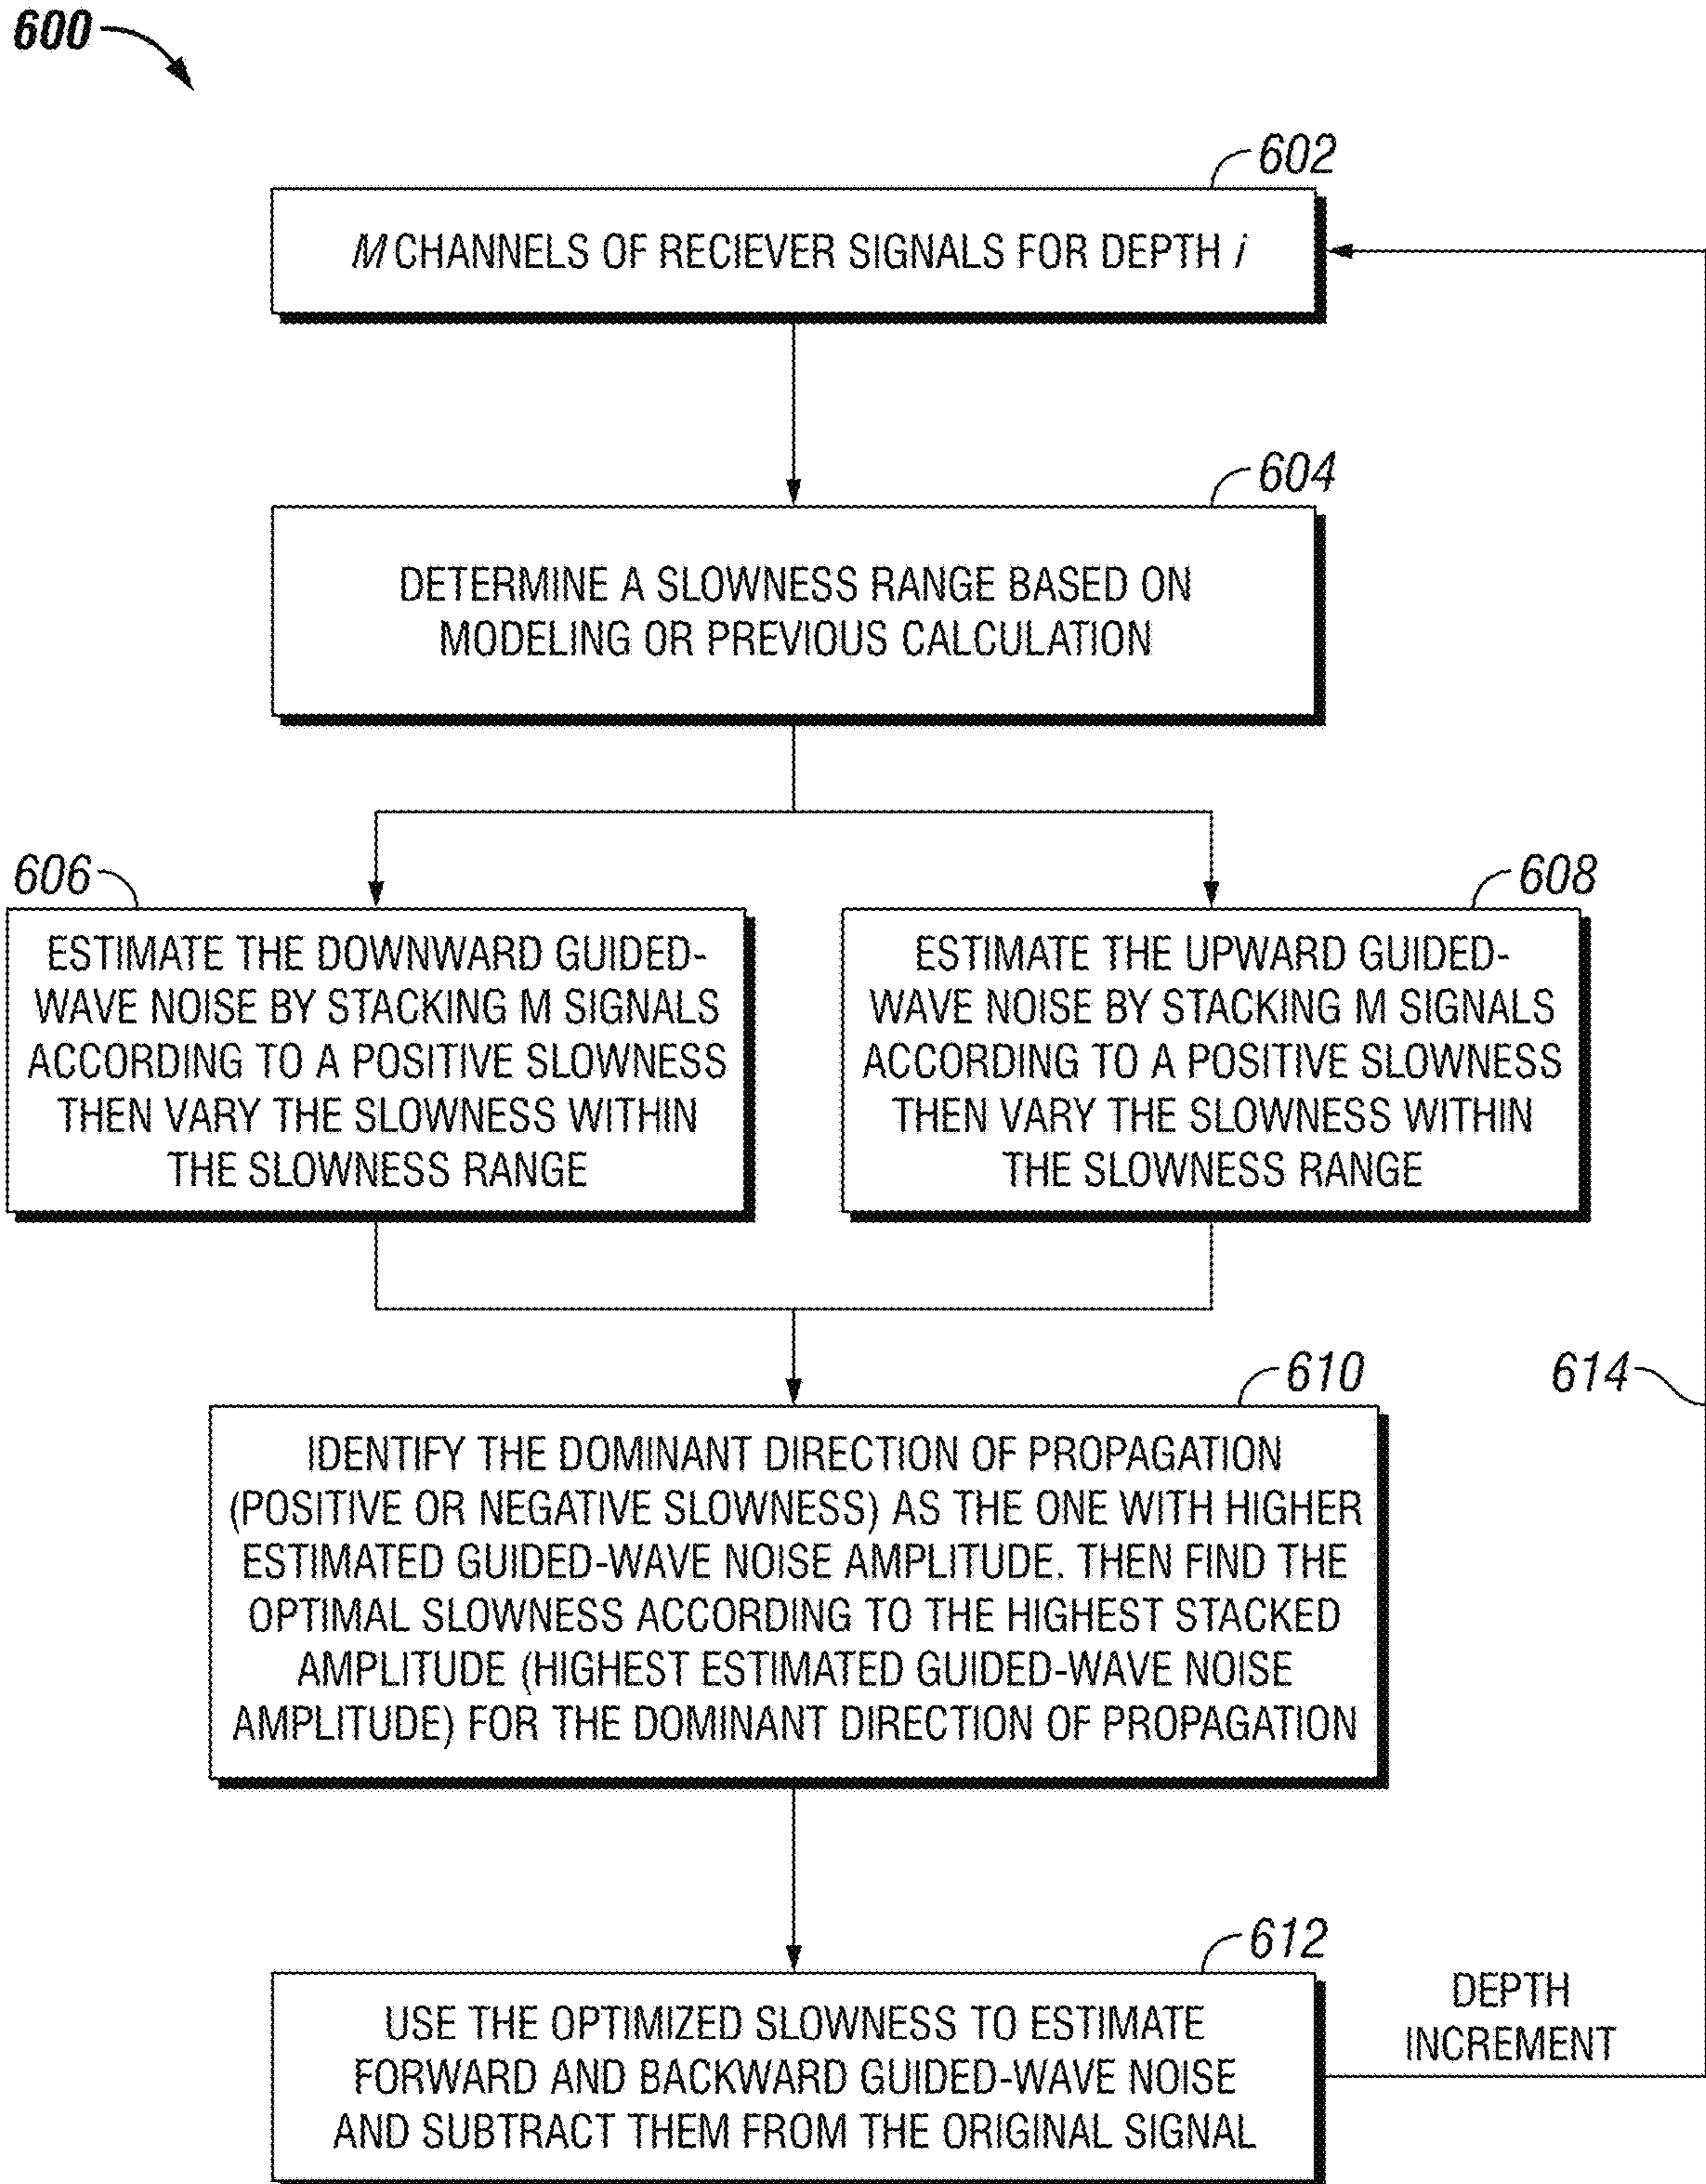 600
602
M CHANNELS OF RECIEVER SIGNALS FOR DEPTH i
604
DETERMINE A SLOWNESS RANGE BASED ON
MODELING OR PREVIOUS CALCULATION
606
ESTIMATE THE DOWNWARD GUIDED-
WAVE NOISE BY STACKING M SIGNALS
ACCORDING TO A POSITIVE SLOWNESS
THEN VARY THE SLOWNESS WITHIN
THE SLOWNESS RANGE
608
ESTIMATE THE UPWARD GUIDED-
WAVE NOISE BY STACKING M SIGNALS
ACCORDING TO A POSITIVE SLOWNESS
THEN VARY THE SLOWNESS WITHIN
THE SLOWNESS RANGE
610
IDENTIFY THE DOMINANT DIRECTION OF PROPAGATION
(POSITIVE OR NEGATIVE SLOWNESS) AS THE ONE WITH HIGHER
ESTIMATED GUIDED-WAVE NOISE AMPLITUDE. THEN FIND THE
OPTIMAL SLOWNESS ACCORDING TO THE HIGHEST STACKED
AMPLITUDE (HIGHEST ESTIMATED GUIDED-WAVE NOISE
AMPLITUDE) FOR THE DOMINANT DIRECTION OF PROPAGATION
614
612
USE THE OPTIMIZED SLOWNESS TO ESTIMATE
FORWARD AND BACKWARD GUIDED-WAVE NOISE
AND SUBTRACT THEM FROM THE ORIGINAL SIGNAL
DEPTH
INCREMENT